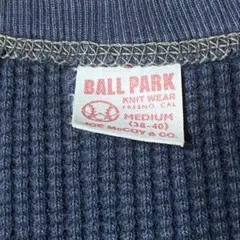 BALL PARK
KNIT WEAR
FRESNO, CAL
MEDIUM
(38-40)
JOE McCOY & CO.